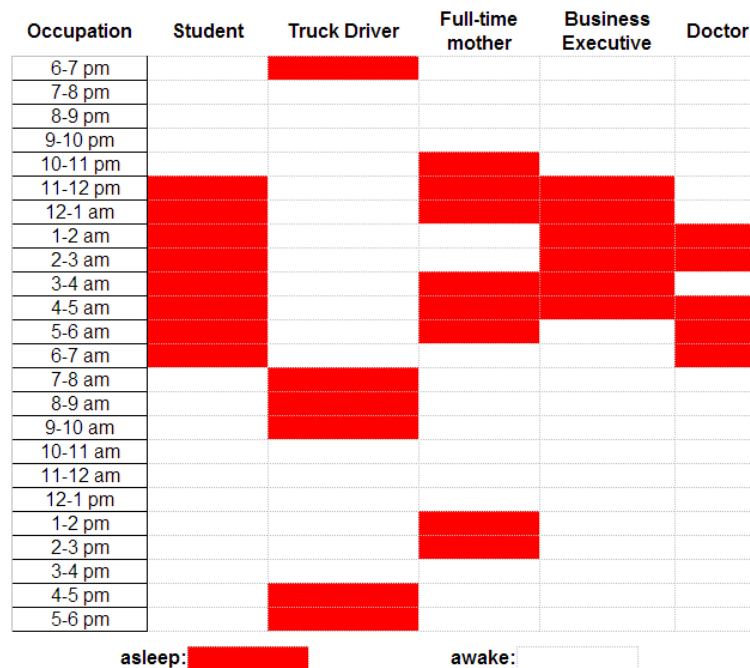 Occupation Student Truck Driver Full-time mother Business Executive Doctor
6-7 pm
7-8 pm
8-9 pm
9-10 pm
10-11 pm
11-12 pm
12-1 am
1-2 am
2-3 am
3-4 am
4-5 am
5-6 am
6-7 am
7-8 am
8-9 am
9-10 am
10-11 am
11-12 am
12-1 pm
1-2 pm
2-3 pm
3-4 pm
4-5 pm
5-6 pm
asleep: awake: